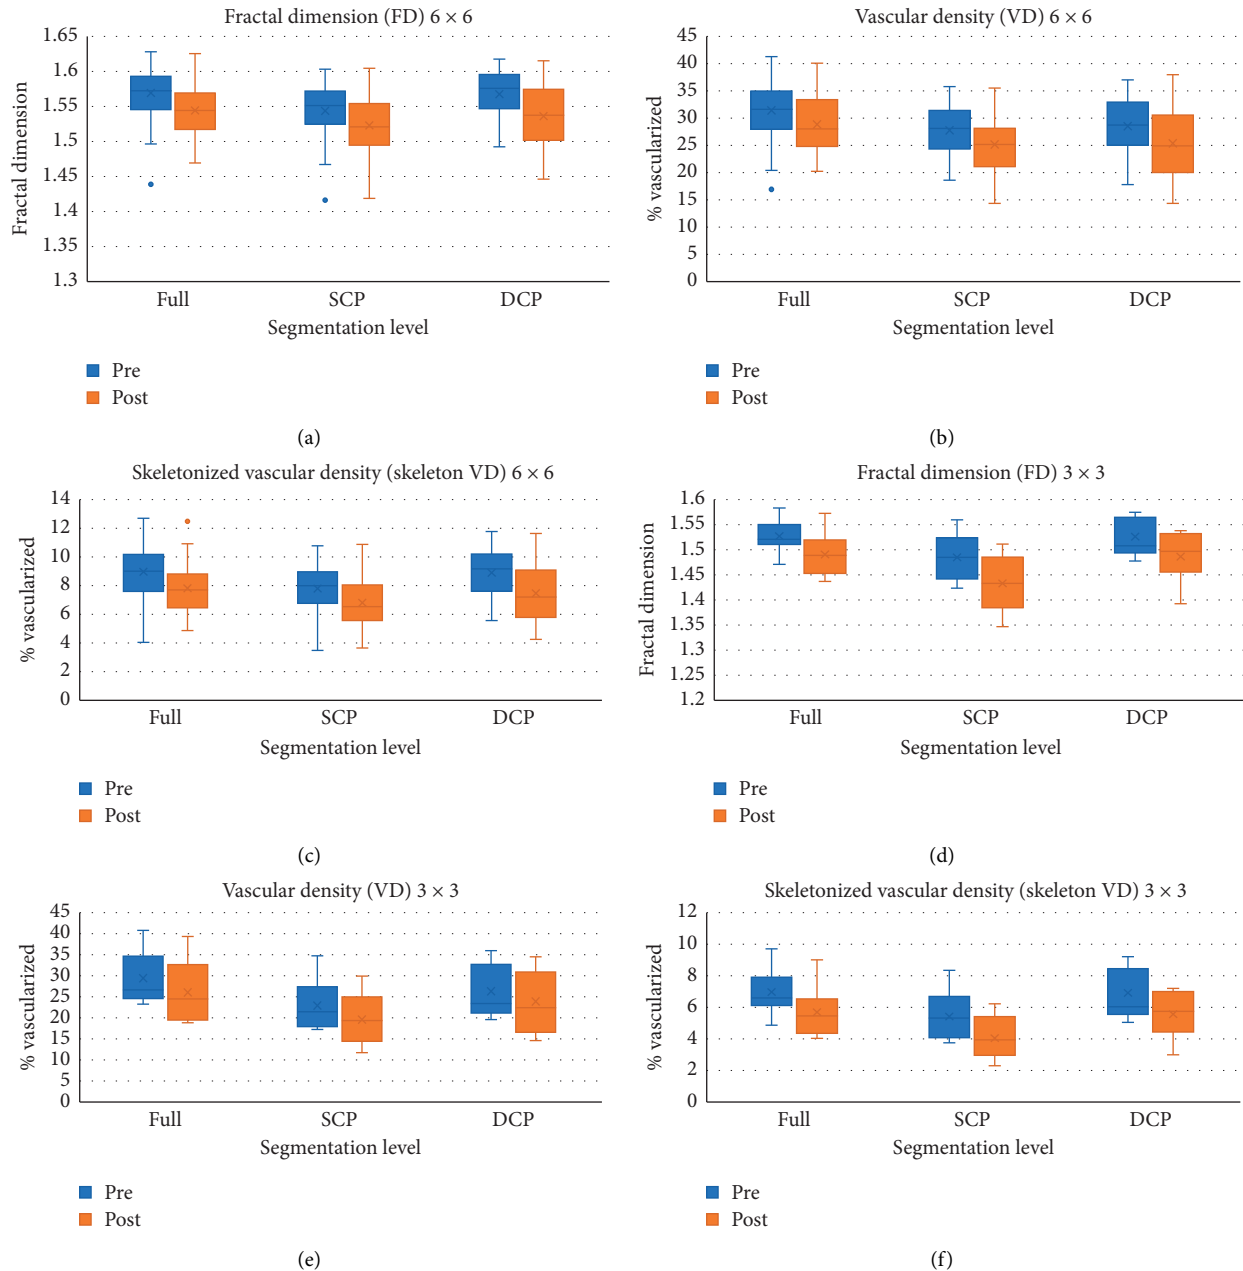 Fractal dimension (FD) 6 × 6
1.65
1.6
1.55
1.5
1.45
1.4
1.35
1.3
Fractal dimension
Full SCP DCP
Segmentation level
Pre
Post
(a)
Vascular density (VD) 6 × 6
45
40
35
30
25
20
15
10
5
0
% vascularized
Full SCP DCP
Segmentation level
Pre
Post
(b)
Skeletonized vascular density (skeleton VD) 6 × 6
14
12
10
8
6
4
2
0
% vascularized
Full SCP DCP
Segmentation level
Pre
Post
(c)
Fractal dimension (FD) 3 × 3
1.6
1.55
1.5
1.45
1.4
1.35
1.3
1.25
1.2
Fractal dimension
Full SCP DCP
Segmentation level
Pre
Post
(d)
Vascular density (VD) 3 × 3
45
40
35
30
25
20
15
10
5
0
% vascularized
Full SCP DCP
Segmentation level
Pre
Post
(e)
Skeletonized vascular density (skeleton VD) 3 × 3
12
10
8
6
4
2
0
% vascularized
Full SCP DCP
Segmentation level
Pre
Post
(f)